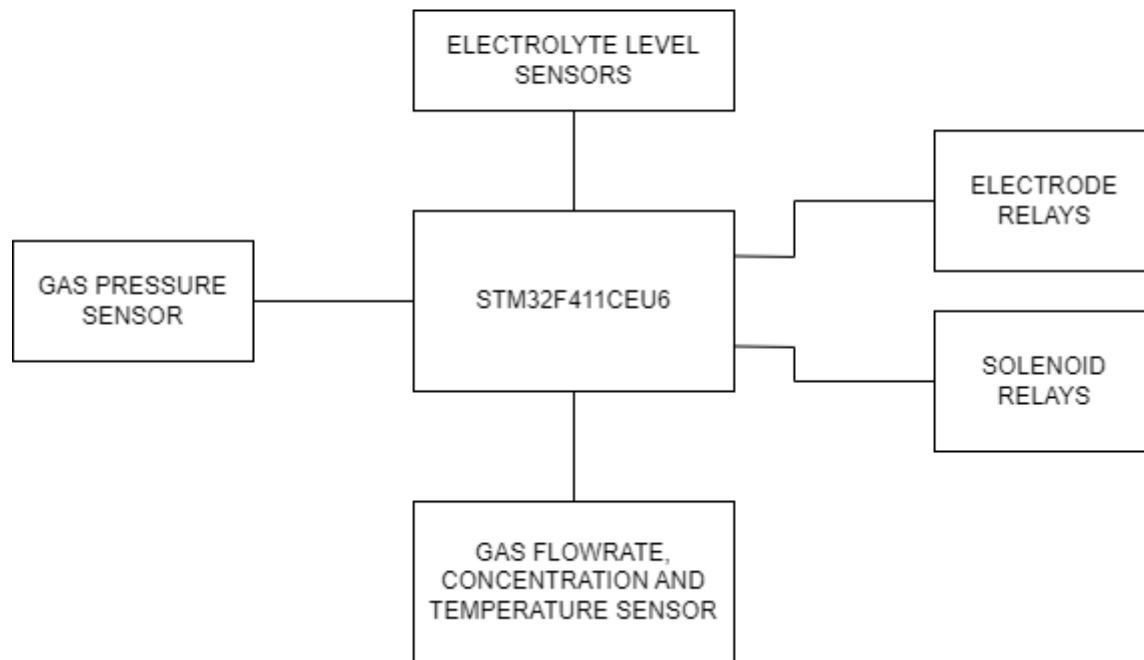 ELECTROLYTE LEVEL
SENSORS
ELECTRODE
RELAYS
GAS PRESSURE
SENSOR
STM32F411CEU6
SOLENOID
RELAYS
GAS FLOWRATE,
CONCENTRATION AND
TEMPERATURE SENSOR